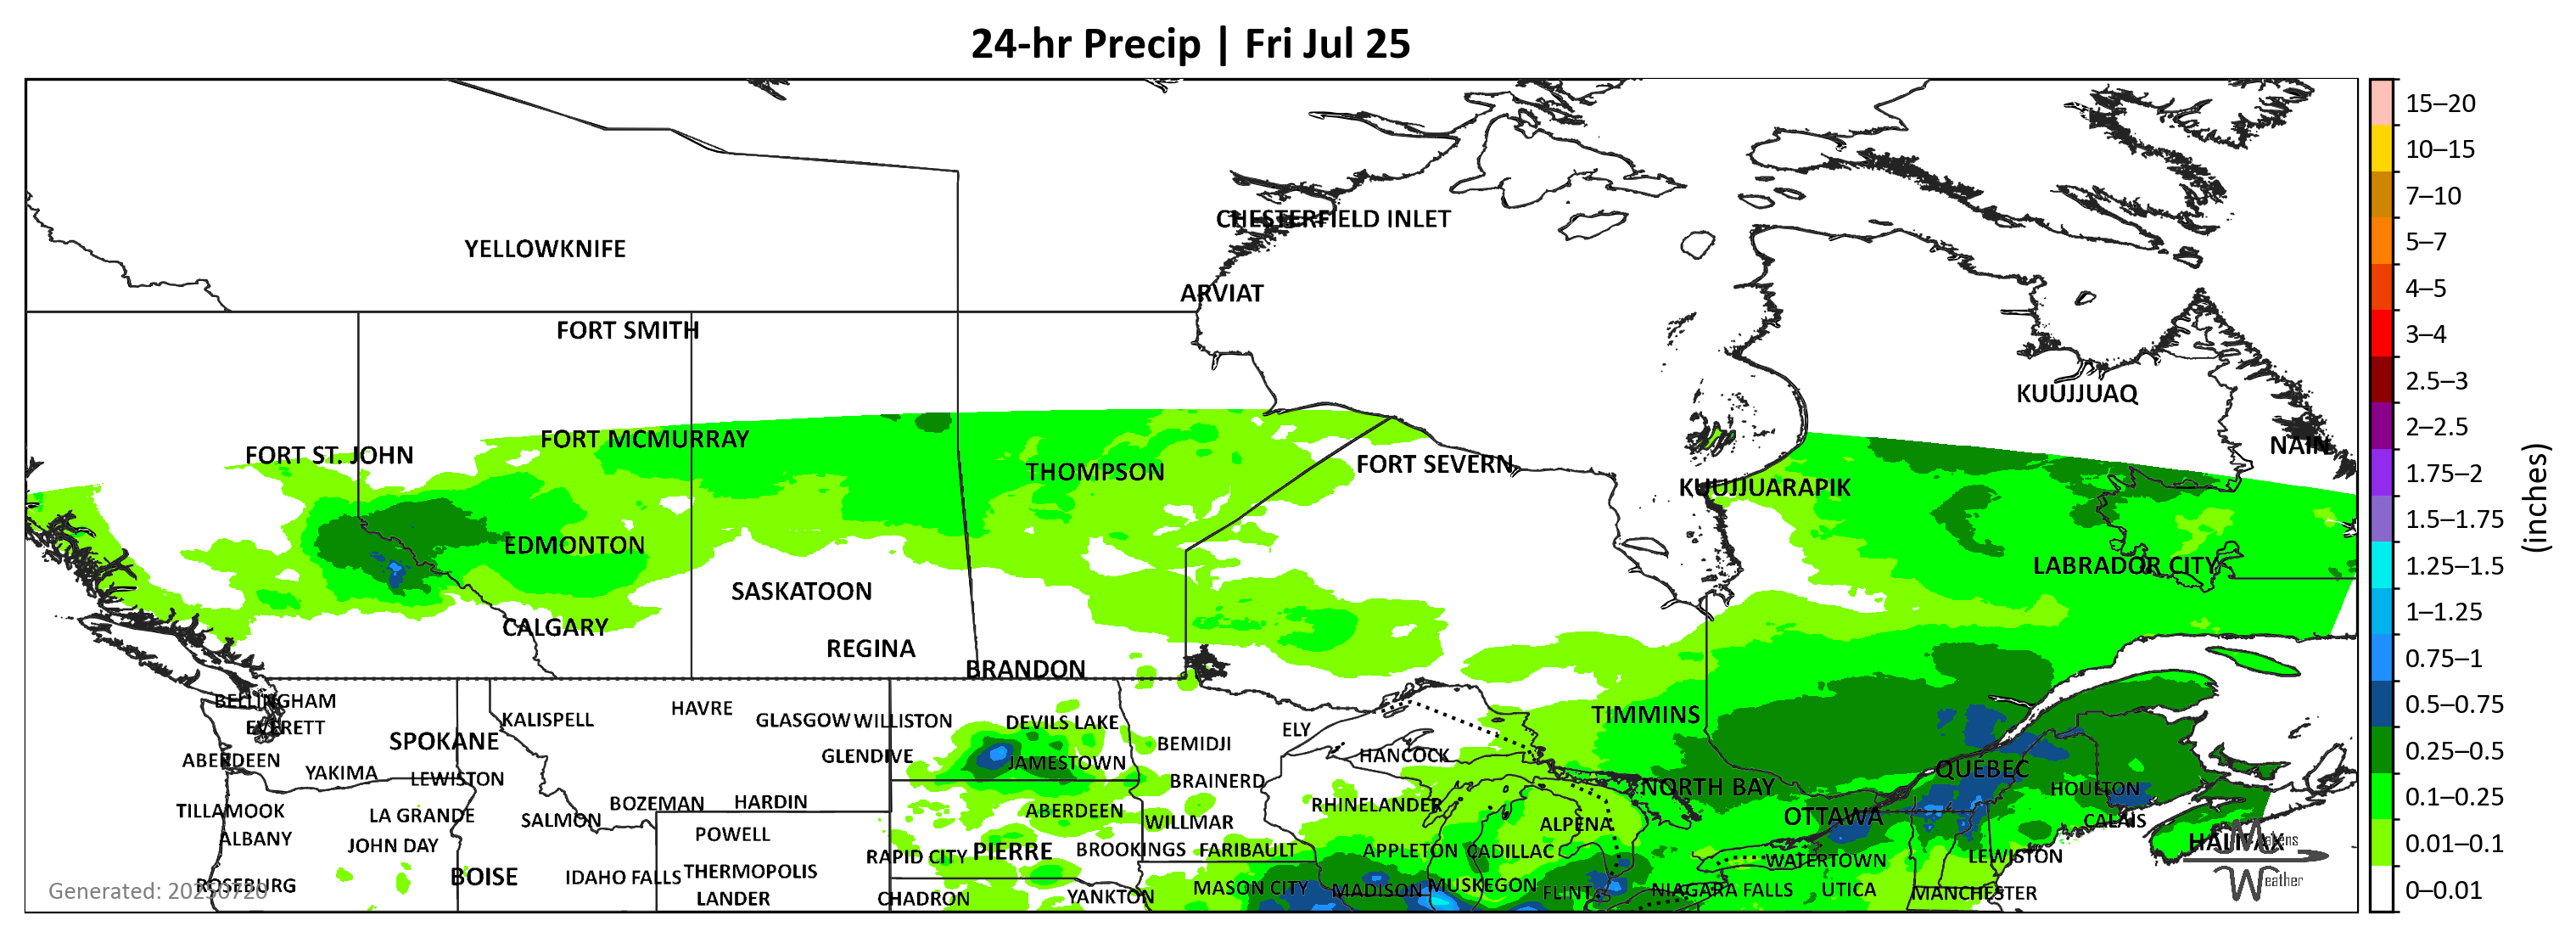 24-hr Precip | Fri Jul 25
YELLOWKNIFE
CHESTERFIELD INLET
ARVIAT
FORT SMITH
KUUJJUAQ
NAIN
FORT MCMURRAY
FORT ST. JOHN
THOMPSON
FORT SEVERN
KUUJJUARAPIK
EDMONTON
LABRADOR CITY
SASKATOON
CALGARY
REGINA
BRANDON
BELLINGHAM
EVERETT
KALISPELL
HAVRE
GLASGOW
WILLISTON
DEVILS LAKE
TIMMINS
SPOKANE
ABERDEEN
GLENDIVE
JAMESTOWN
BEMIDJI
ELY
HANCOCK
YAKIMA
LEWISTON
BRAINERD
QUÉBEC
NORTH BAY
HOULTON
TILLAMOOK
LA GRANDE
SALMON
BOZEMAN
HARDIN
ABERDEEN
WILLMAR
RHINELANDER
ALPENA
OTTAWA
CALAIS
ALBANY
JOHN DAY
POWELL
RAPID CITY
PIERRE
BROOKINGS
FARIBAULT
APPLETON
CADILLAC
WATERTOWN
LEWISTON
HALIFAX
ROSEBURG
BOISE
IDAHO FALLS
THERMOPOLIS
LANDER
CHADRON
YANKTON
MASON CITY
MADISON
MUSKEGON
FLINT
NIAGARA FALLS
UTICA
MANCHESTER
Generated: 20250720
Weather
15–20
10–15
7–10
5–7
4–5
3–4
2.5–3
2–2.5
1.75–2
1.5–1.75
1.25–1.5
1–1.25
0.75–1
0.5–0.75
0.25–0.5
0.1–0.25
0.01–0.1
0–0.01
(inches)